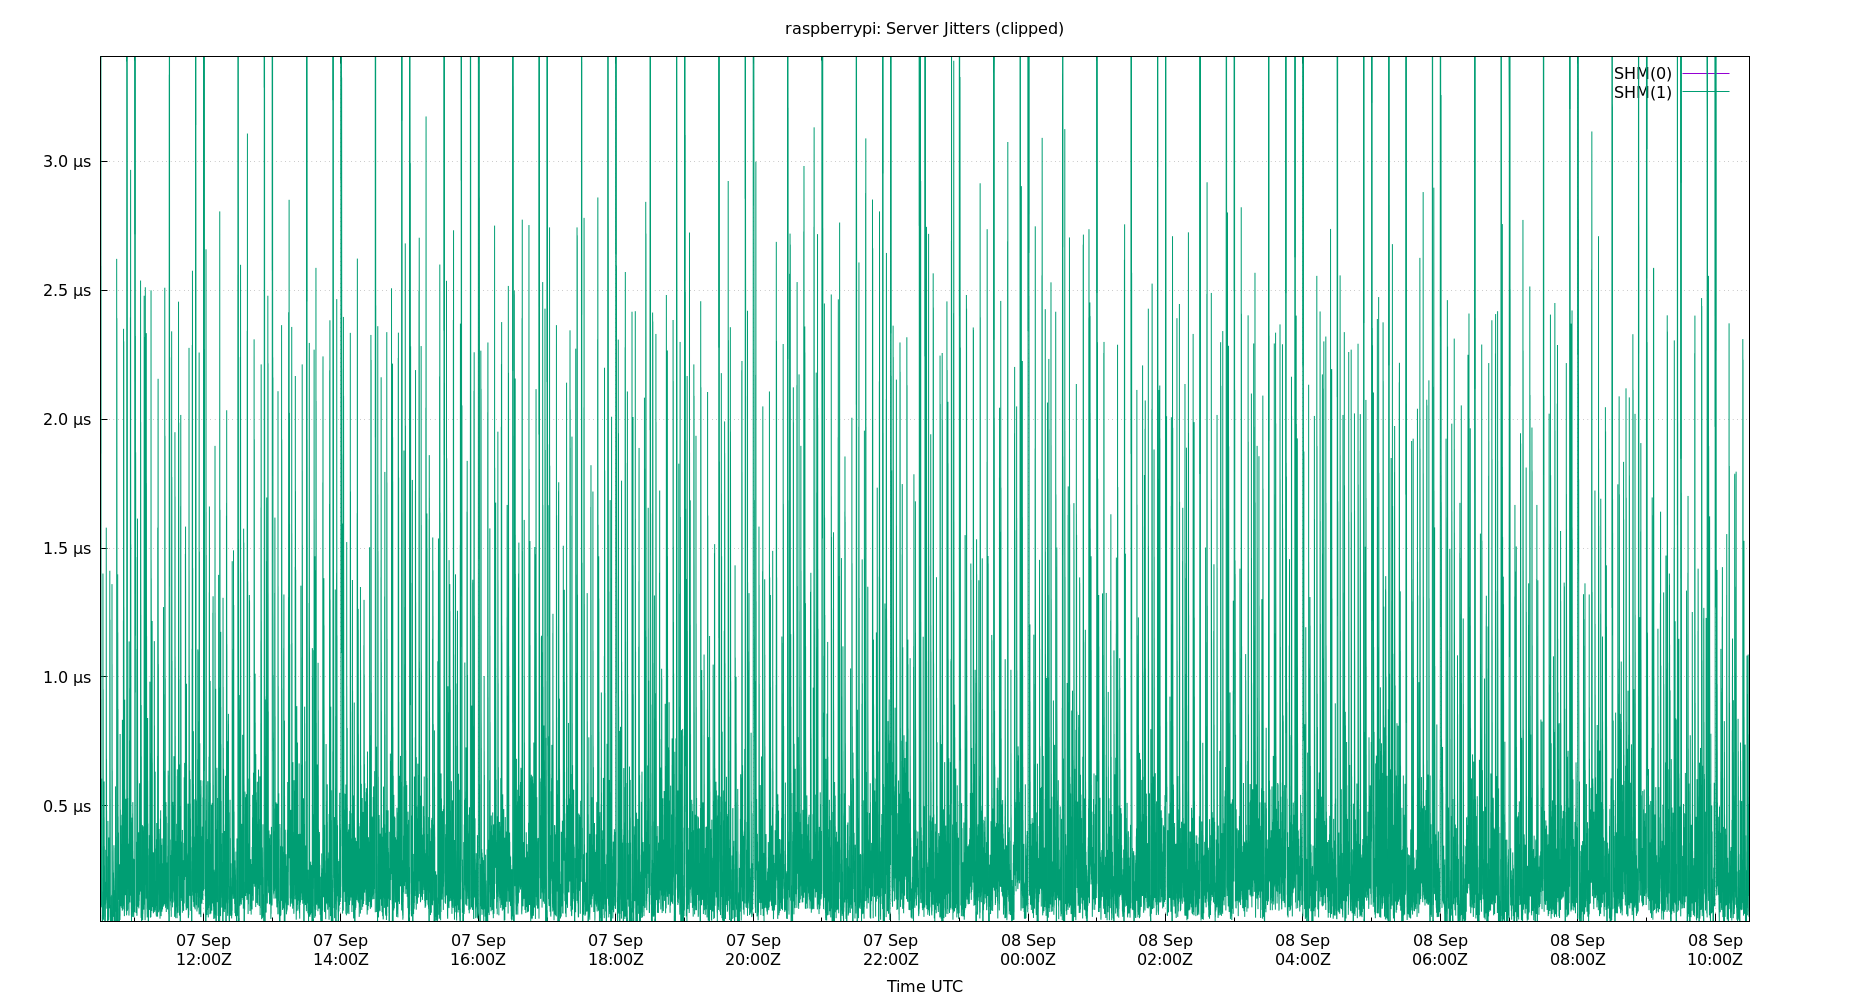 raspberrypi: Server Jitters (clipped)
SHM(0)
SHM(1)
3.0 µs
2.5 µs
2.0 µs
1.5 µs
1.0 µs
0.5 µs
07 Sep 07 Sep 07 Sep 07 Sep 07 Sep 07 Sep 08 Sep 08 Sep 08 Sep 08 Sep 08 Sep 08 Sep
12:00Z 14:00Z 16:00Z 18:00Z 20:00Z 22:00Z 00:00Z 02:00Z 04:00Z 06:00Z 08:00Z 10:00Z
Time UTC